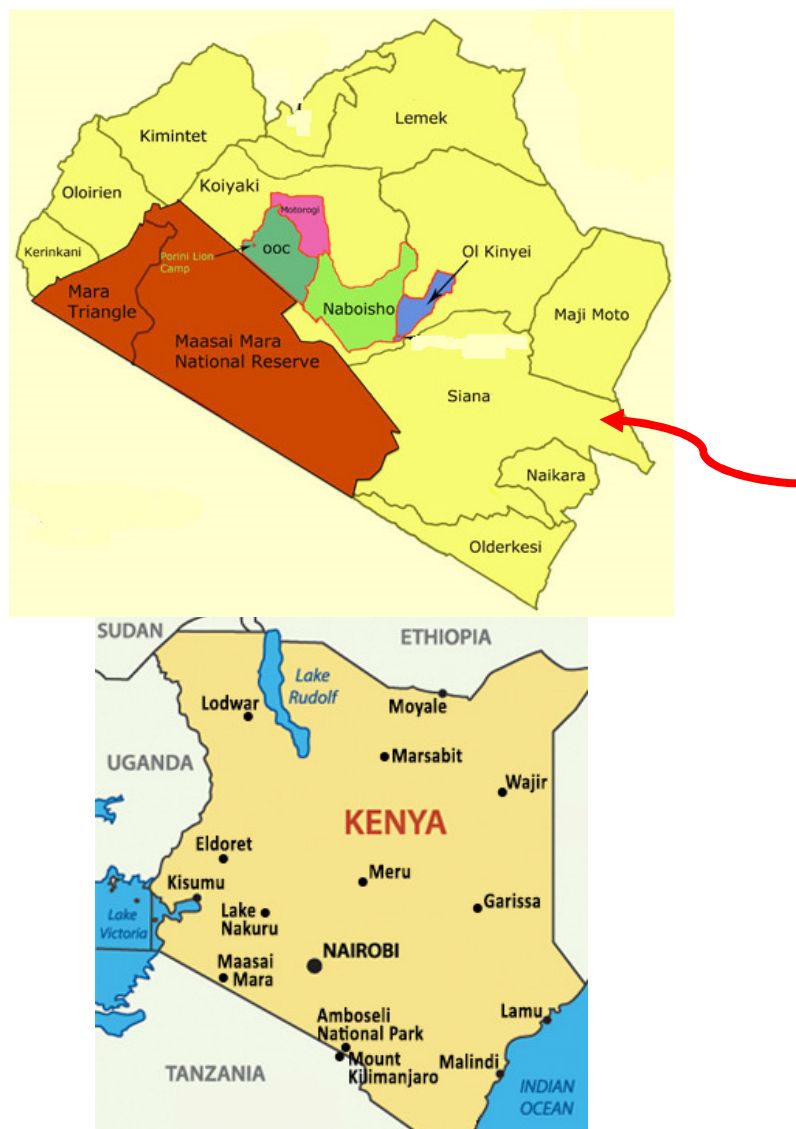 Lemek
Kimintet
Koiyaki
Oloirien
Motorogi
Kerinkani
Porini Lion
Camp
OOC
Ol Kinyei
Mara
Triangle
Naboisho
Maji Moto
Maasai Mara
National Reserve
Siana
Naikara
Olderkesi
SUDAN
ETHIOPIA
Lake
Rudolf
Lodwar
Moyale
Marsabit
UGANDA
Wajir
KENYA
Eldoret
Meru
Kisumu
Garissa
Lake
Nakuru
Lake
Victoria
NAIROBI
Maasai
Mara
Amboseli
National Park
Lamu
Mount
Kilimanjaro
Malindi
TANZANIA
INDIAN
OCEAN